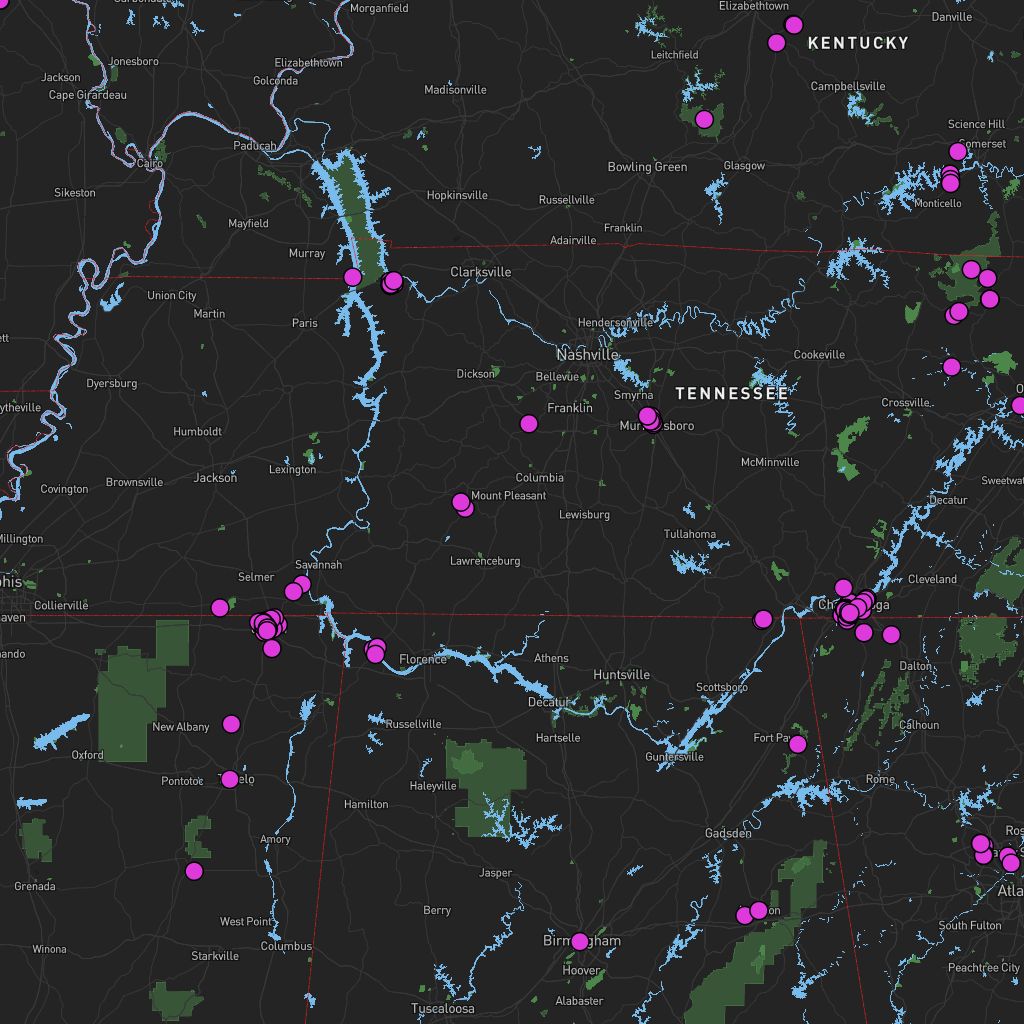 Morganfield
Elizabethtown
Danville
KENTUCKY
Jonesboro
Leitchfield
Elizabethtown
Jackson
Golconda
Cape Girardeau
Madisonville
Campbellsville
Science Hill
Paducah
Somerset
Cairo
Bowling Green
Glasgow
Sikeston
Hopkinsville
Russellville
Monticello
Mayfield
Franklin
Adairville
Murray
Clarksville
Union City
Martin
Paris
Hendersonville
Nashville
Cookeville
Dickson
Bellevue
Dyersburg
Smyrna
TENNESSEE
Crossville
Franklin
Humboldt
McMinnville
Lexington
Jackson
Columbia
Brownsville
Covington
Mount Pleasant
Decatur
Lewisburg
Millington
Tullahoma
Lawrenceburg
Savannah
Selmer
Cleveland
Collierville
Florence
Athens
Dalton
Huntsville
Scottsboro
Decatur
New Albany
Russellville
Calhoun
Hartselle
Oxford
Guntersville
Pontotoc
Rome
Haleyville
Hamilton
Gadsden
Amory
Jasper
Grenada
Berry
West Point
South Fulton
Birmingham
Columbus
Winona
Starkville
Hoover
Peachtree City
Alabaster
Tuscaloosa